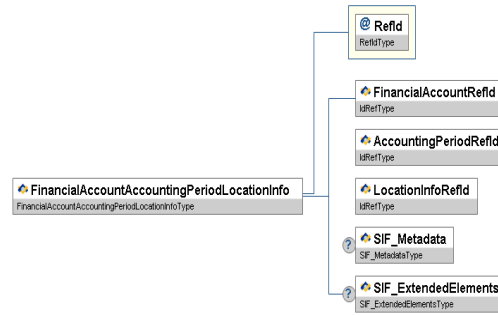 @ RefId
RefIdType
FinancialAccountRefId
IdRefType
AccountingPeriodRefId
IdRefType
FinancialAccountAccountingPeriodLocationInfo
FinancialAccountAccountingPeriodLocationInfoType
LocationInfoRefId
IdRefType
? SIF_Metadata
SIF_MetadataType
? SIF_ExtendedElements
SIF_ExtendedElementsType